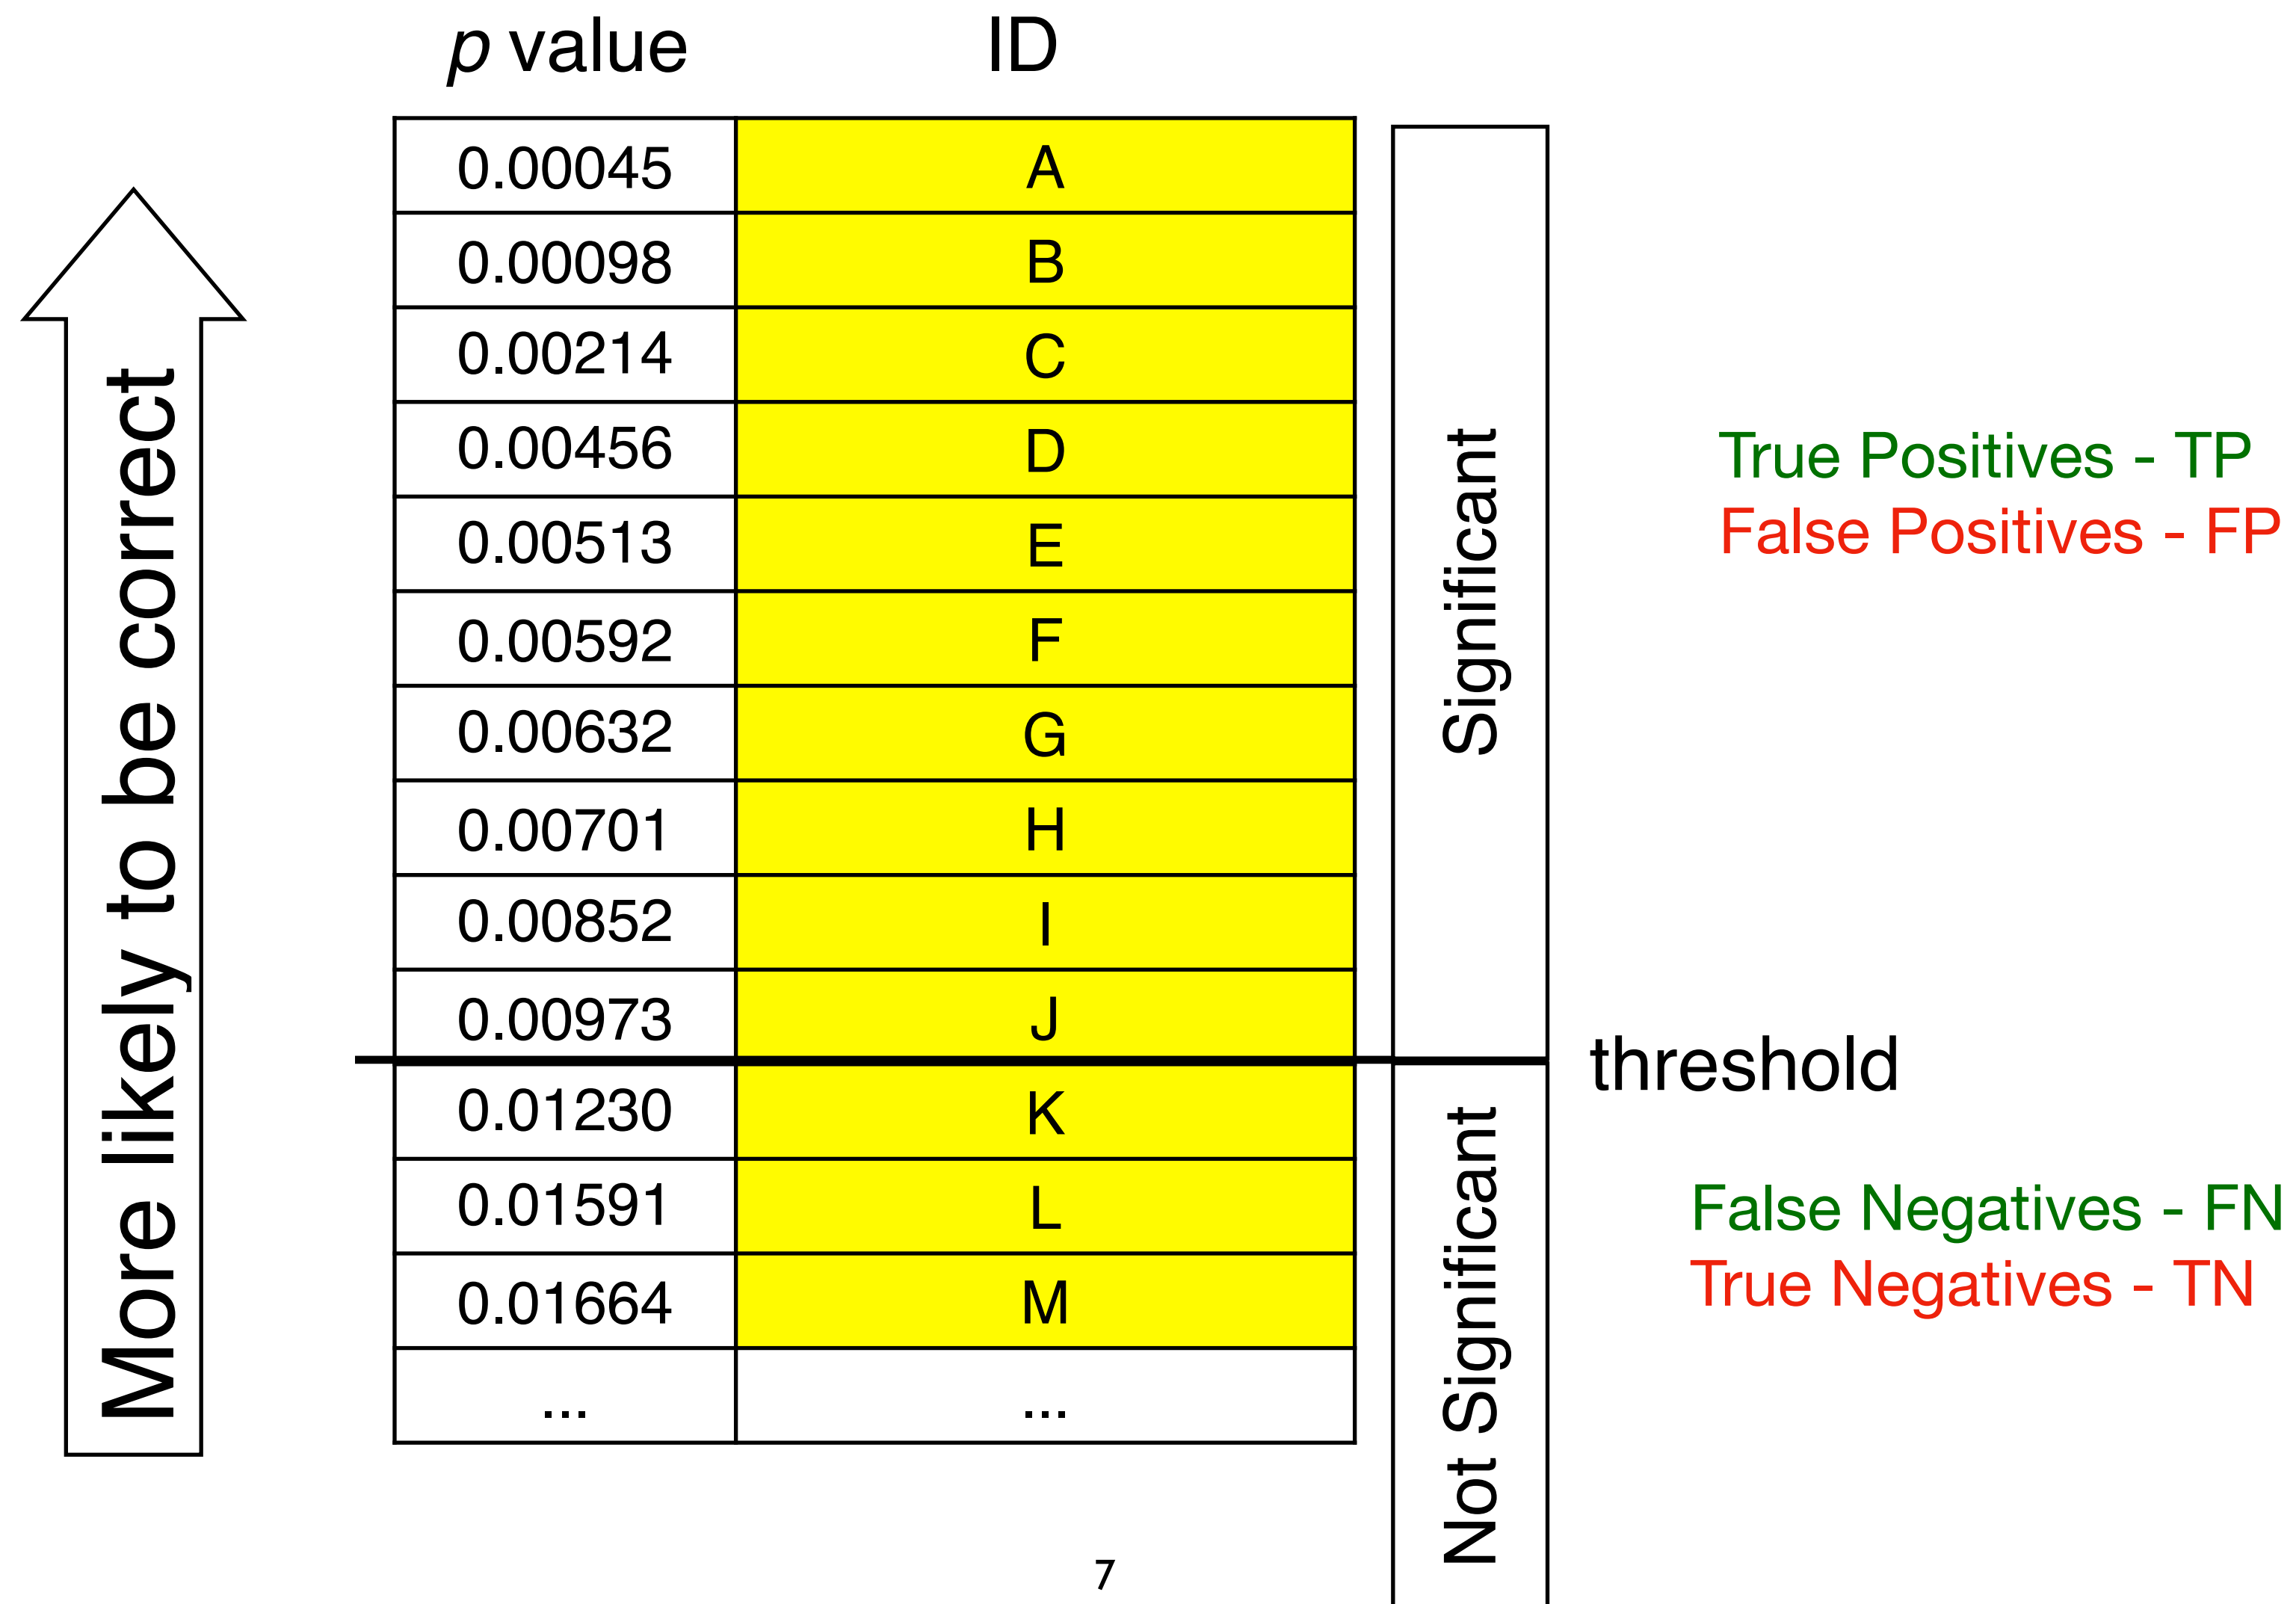 p value ID
0.00045 A
0.00098 B
0.00214 C
0.00456 D
0.00513 E
0.00592 F
0.00632 G
0.00701 H
0.00852 I
0.00973 J
0.01230 K
0.01591 L
0.01664 M
... ...
More likely to be correct
Significant
Not Significant
True Positives - TP
False Positives - FP
threshold
False Negatives - FN
True Negatives - TN
7